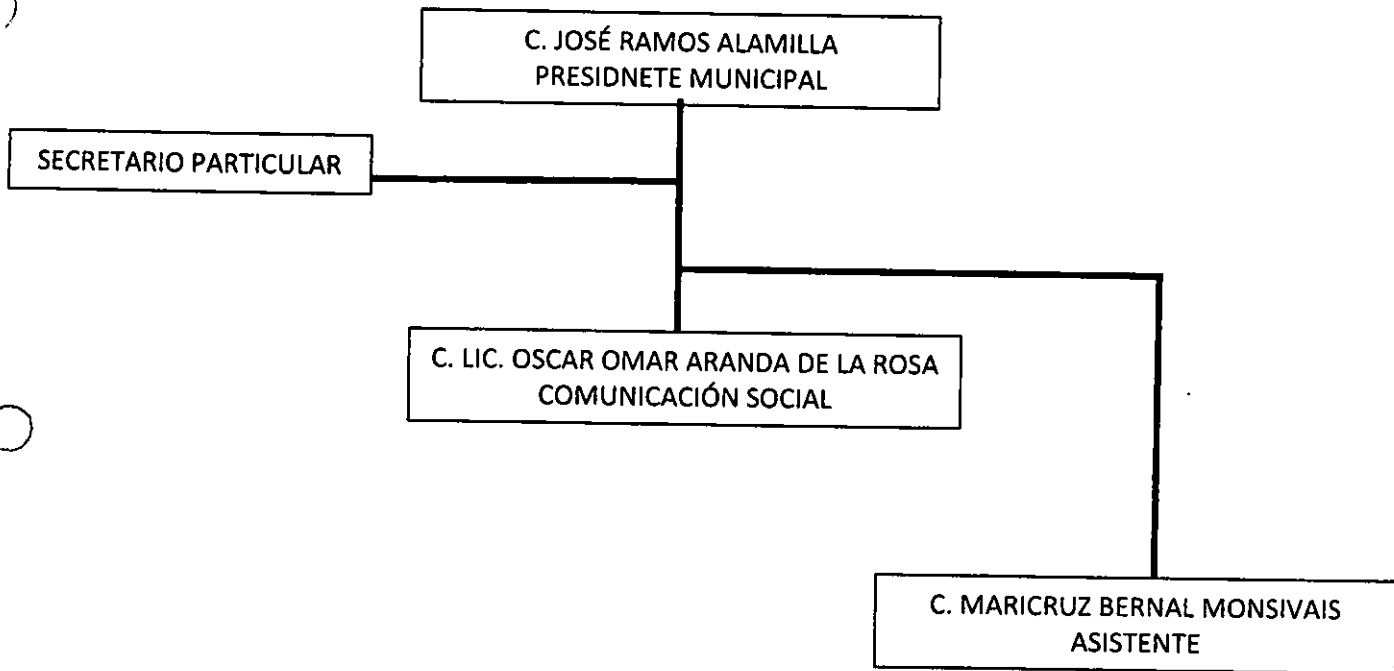 C. JOSÉ RAMOS ALAMILLA
PRESIDNETE MUNICIPAL
SECRETARIO PARTICULAR
C. LIC. OSCAR OMAR ARANDA DE LA ROSA
COMUNICACIÓN SOCIAL
C. MARICRUZ BERNAL MONSIVAIS
ASISTENTE